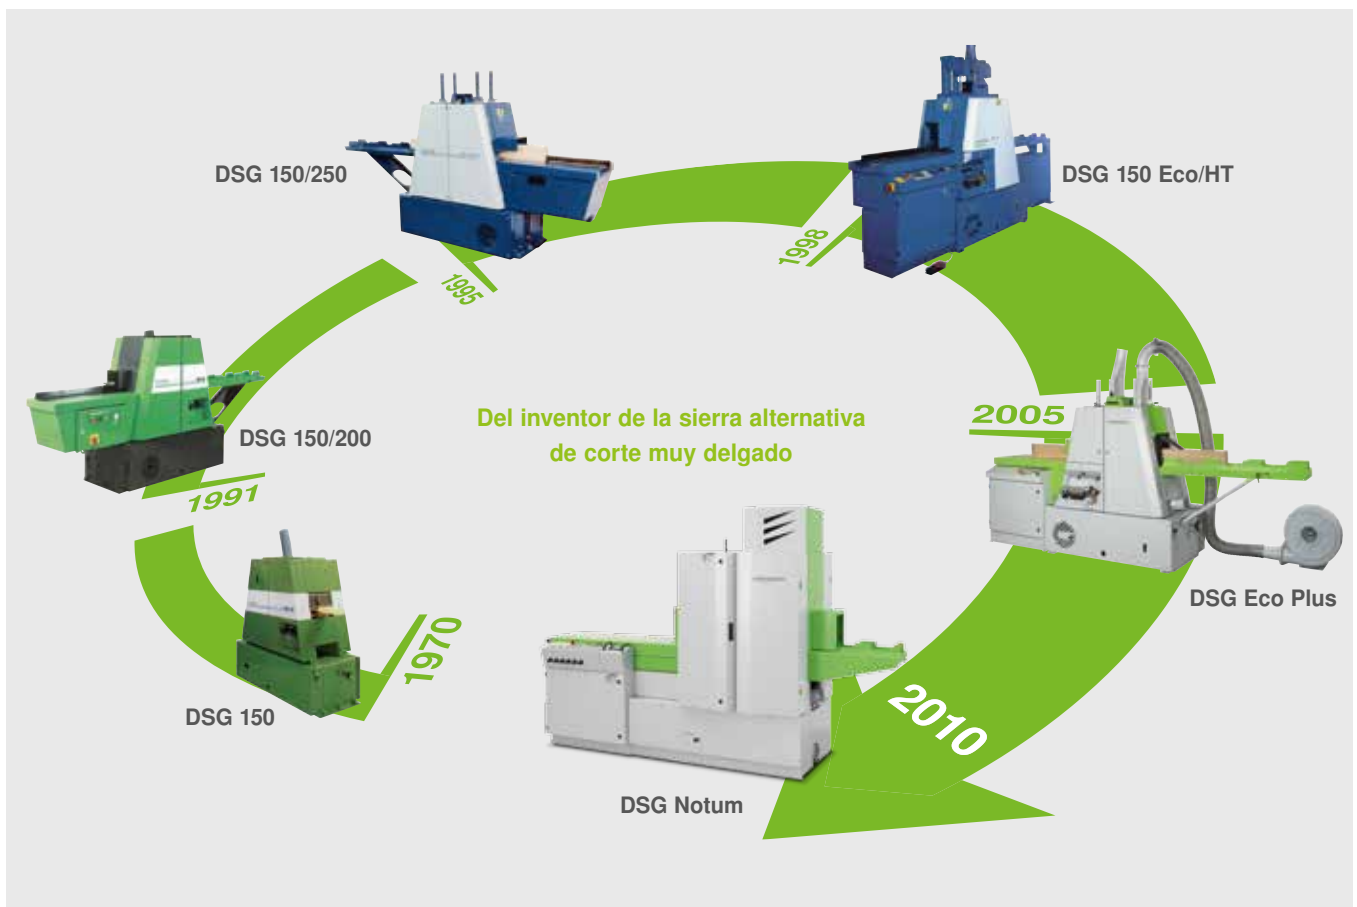 DSG 150/250
DSG 150 Eco/HT
1998
1995
Del inventor de la sierra alternativa
de corte muy delgado
2005
DSG 150/200
1991
DSG Eco Plus
1970
DSG 150
2010
DSG Notum